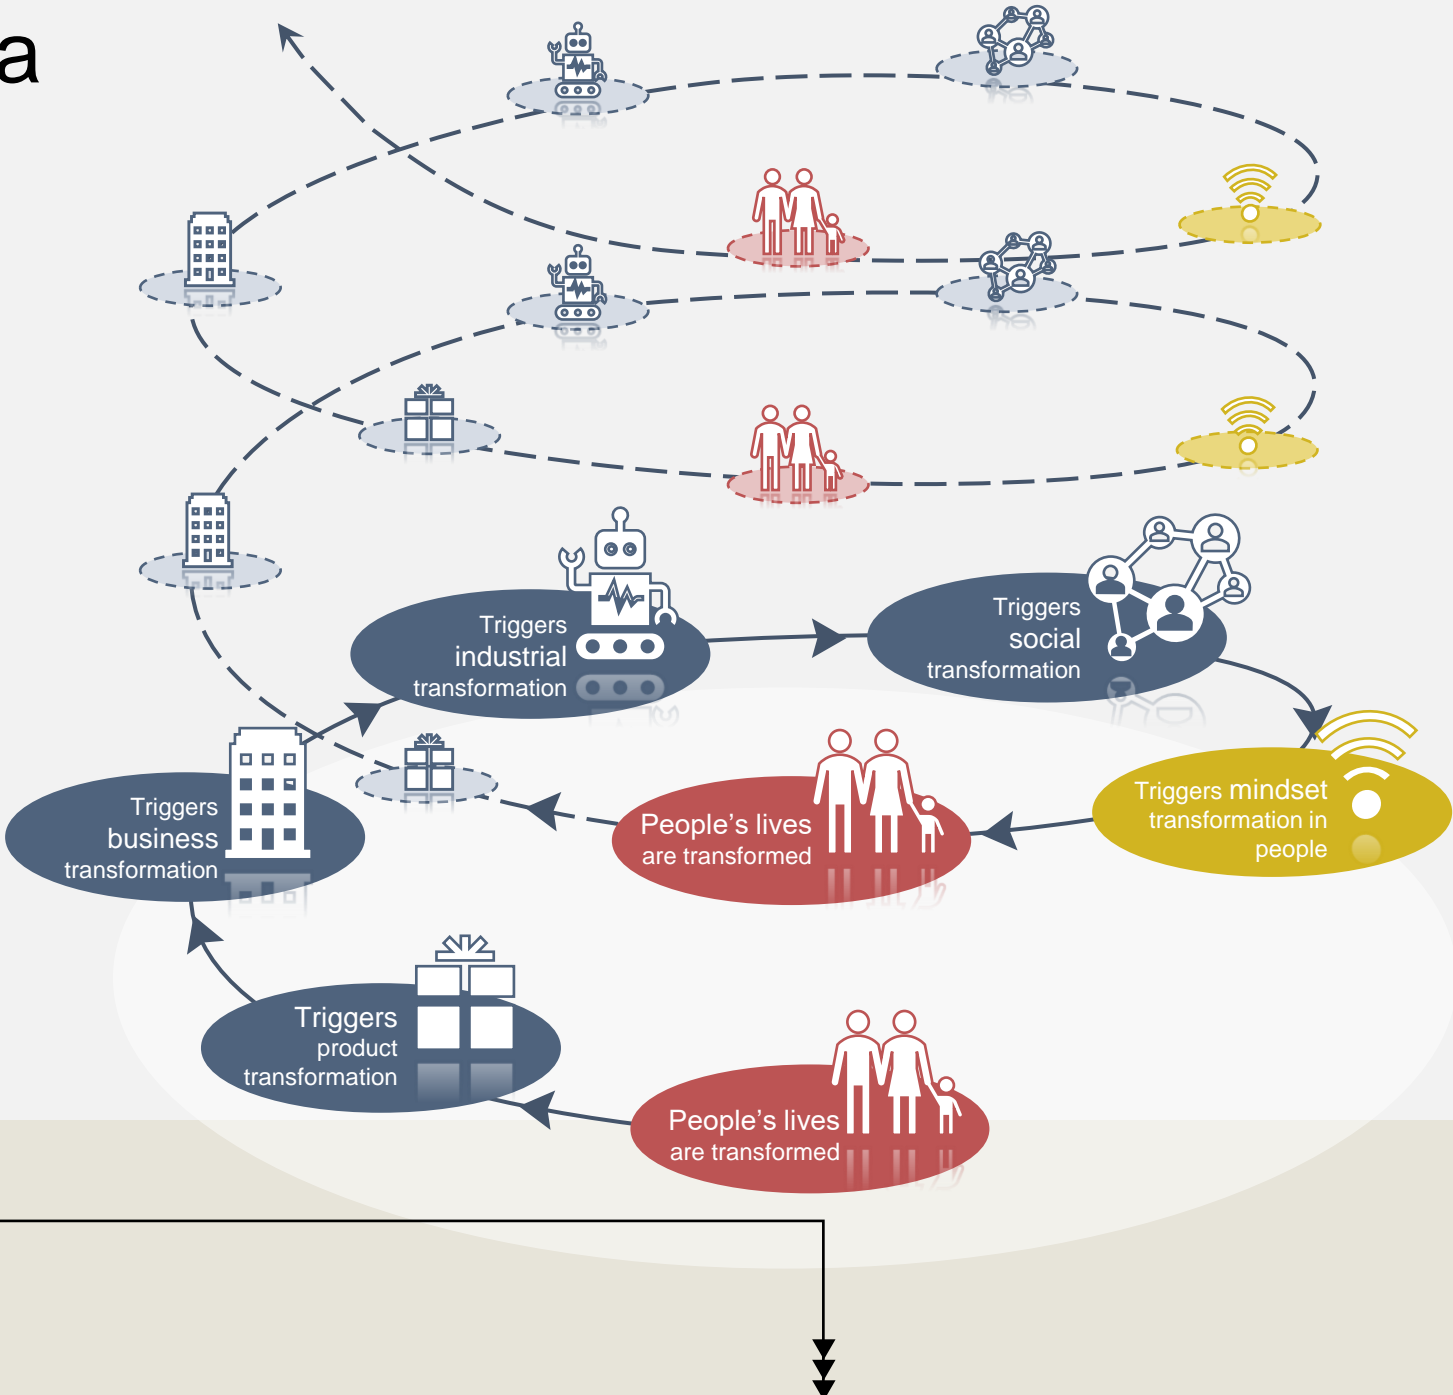 a
Triggers
industrial
transformation
Triggers
social
transformation
Triggers
business
transformation
People’s lives
are transformed
Triggers mindset
transformation in
people
Triggers
product
transformation
People’s lives
are transformed